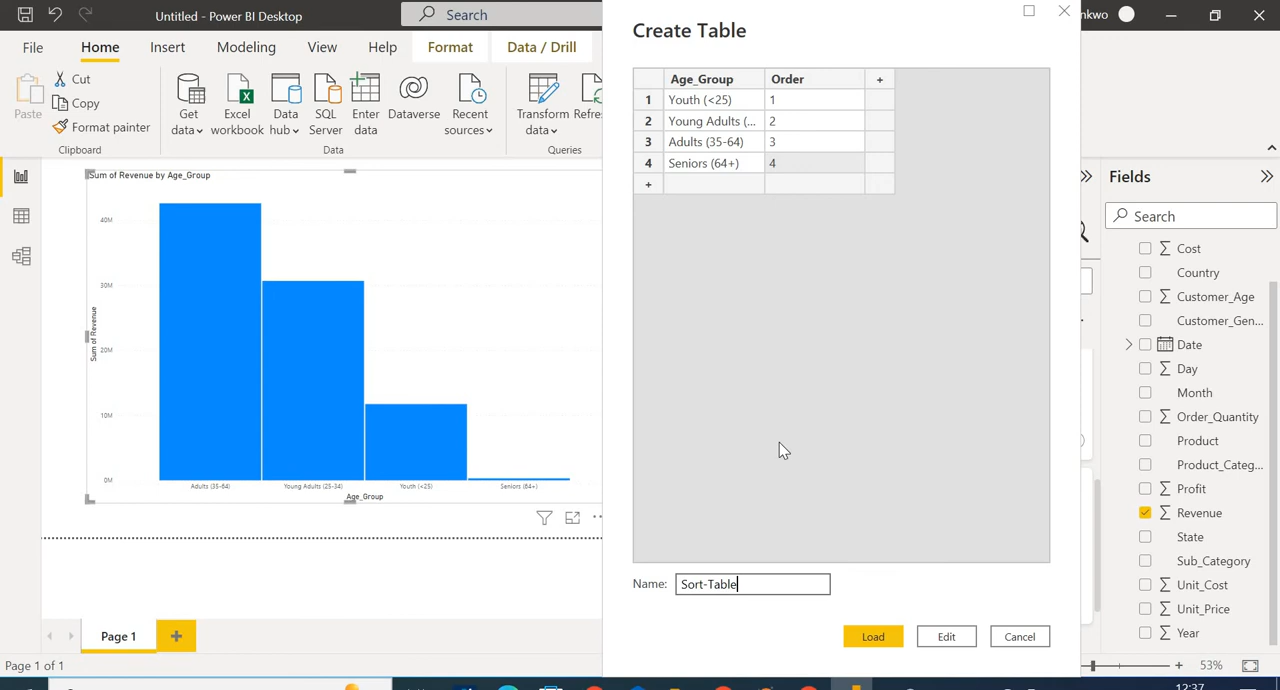 Untitled - Power BI Desktop
Search
nkwo
File
Home
Insert
Modeling
View
Help
Format
Data / Drill
Paste
Cut
Copy
Format painter
Clipboard
Get data
Excel workbook
Data hub
SQL Server
Enter data
Dataverse
Recent sources
Data
Transform data
Refre
Queries
Create Table
Age_Group Order +
1 Youth (<25) 1
2 Young Adults (... 2
3 Adults (35-64) 3
4 Seniors (64+) 4
+
Name: Sort-Table
Load
Edit
Cancel
Sum of Revenue by Age_Group
40M
30M
20M
10M
0M
Sum of Revenue
Adults (35-64)
Young Adults (25-34)
Youth (<25)
Seniors (64+)
Age_Group
Fields
Search
Cost
Country
Customer_Age
Customer_Gen...
Date
Day
Month
Order_Quantity
Product
Product_Categ...
Profit
Revenue
State
Sub_Category
Unit_Cost
Unit_Price
Year
Page 1
+
Page 1 of 1
+ 53%
12:37